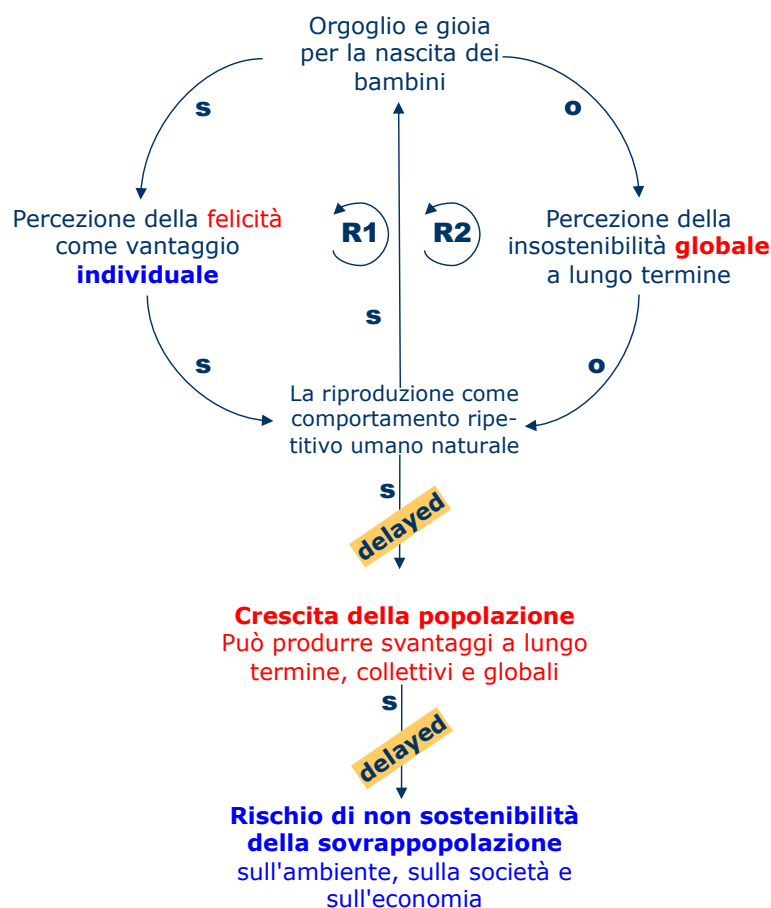 Orgoglio e gioia
per la nascita dei
bambini
s
o
Percezione della felicità
come vantaggio
individuale
R1
R2
Percezione della
insostenibilità globale
a lungo termine
s
s
o
La riproduzione come
comportamento ripe-
titivo umano naturale
s
delayed
Crescita della popolazione
Può produrre svantaggi a lungo
termine, collettivi e globali
s
delayed
Rischio di non sostenibilità
della sovrappopolazione
sull'ambiente, sulla società e
sull'economia